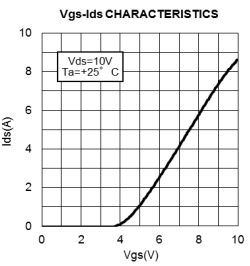 Vgs-Ids CHARACTERISTICS
10
8
6
4
2
0
Ids(A)
Vds=10V
Ta=+25° C
0 2 4 6 8 10
Vgs(V)